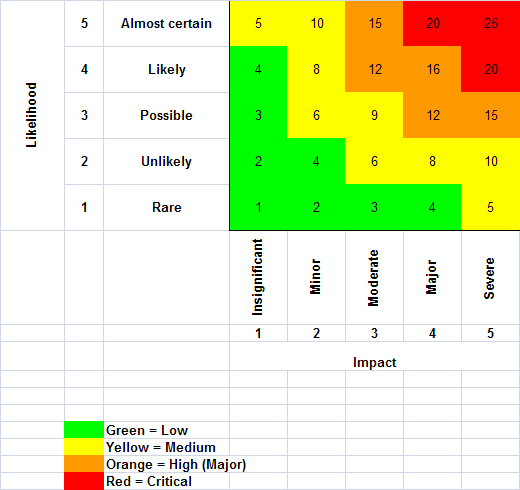 5 Almost certain 5 10 15 20 25
4 Likely 4 8 12 16 20
Likelihood
3 Possible 3 6 9 12 15
2 Unlikely 2 4 6 8 10
1 Rare 1 2 3 4 5
Insignificant Minor Moderate Major Severe
1 2 3 4 5
Impact
Green = Low
Yellow = Medium
Orange = High (Major)
Red = Critical